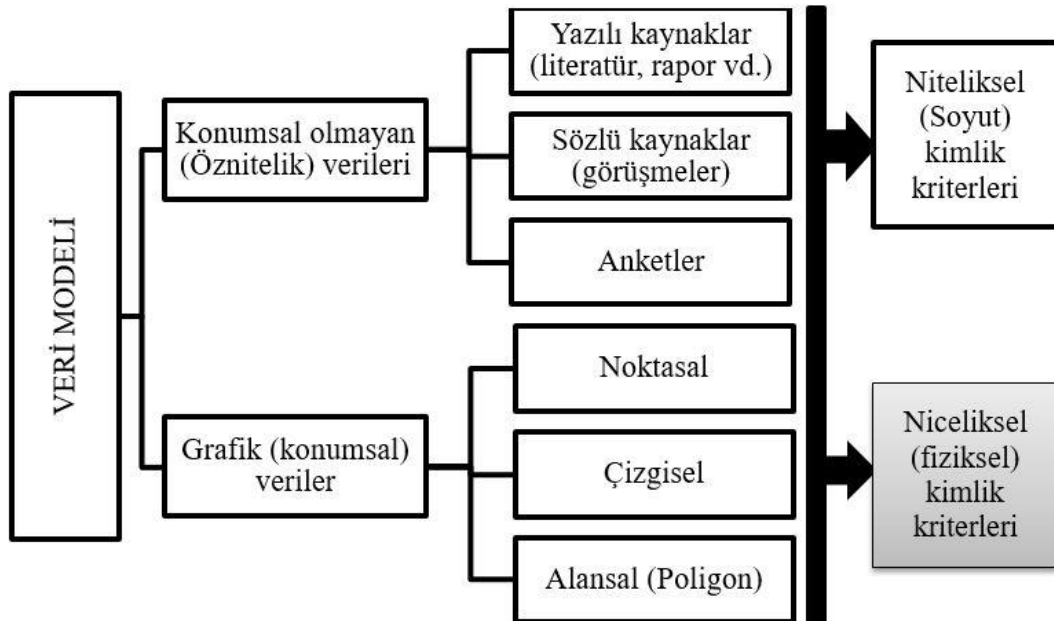 VERİ MODELİ
Konumsal olmayan
(Öznitelik) verileri
Grafik (konumsal)
veriler
Yazılı kaynaklar
(literatür, rapor vd.)
Sözlü kaynaklar
(görüşmeler)
Anketler
Noktasal
Çizgisel
Alansal (Poligon)
Niteliksel
(Soyut)
kimlik
kriterleri
Niceliksel
(fiziksel)
kimlik
kriterleri